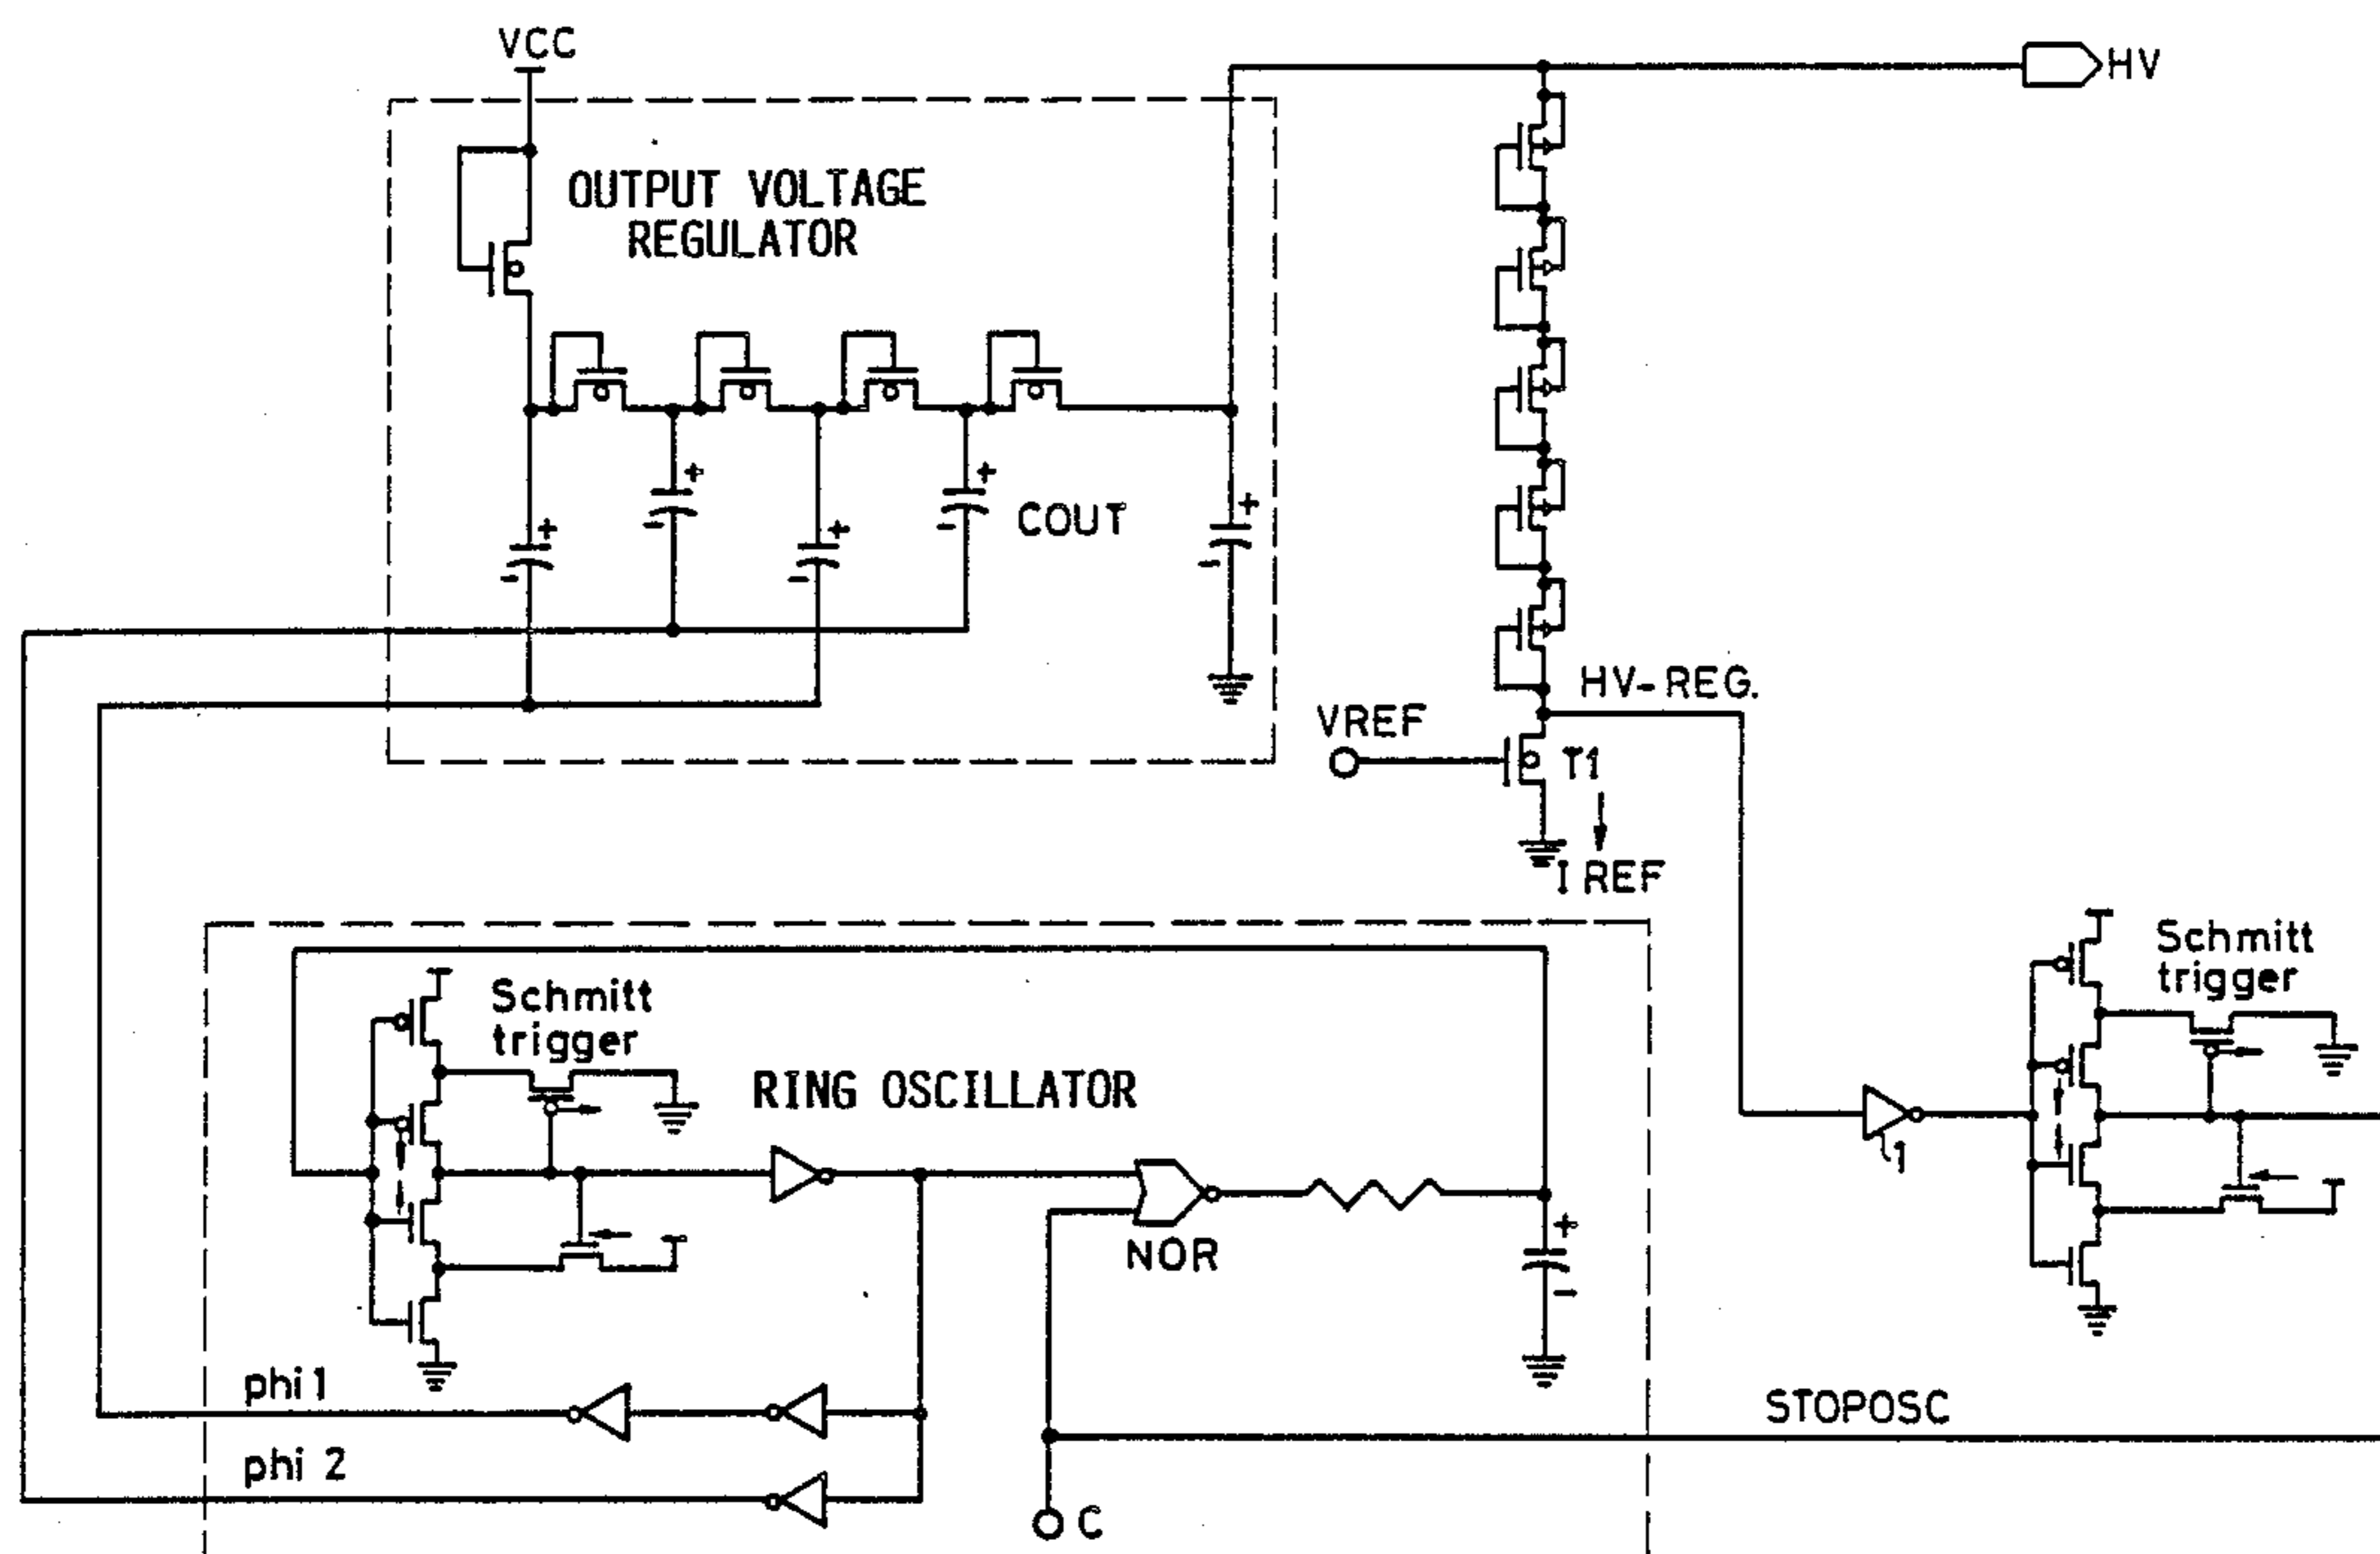 VCC
HV
OUTPUT VOLTAGE
REGULATOR
+
+
+
+
+
-
-
-
-
-
COUT
HV-REG.
VREF
T1
I REF
Schmitt
trigger
Schmitt
trigger
RING OSCILLATOR
1
NOR
+
-
phi 1
STOPOSC
phi 2
C